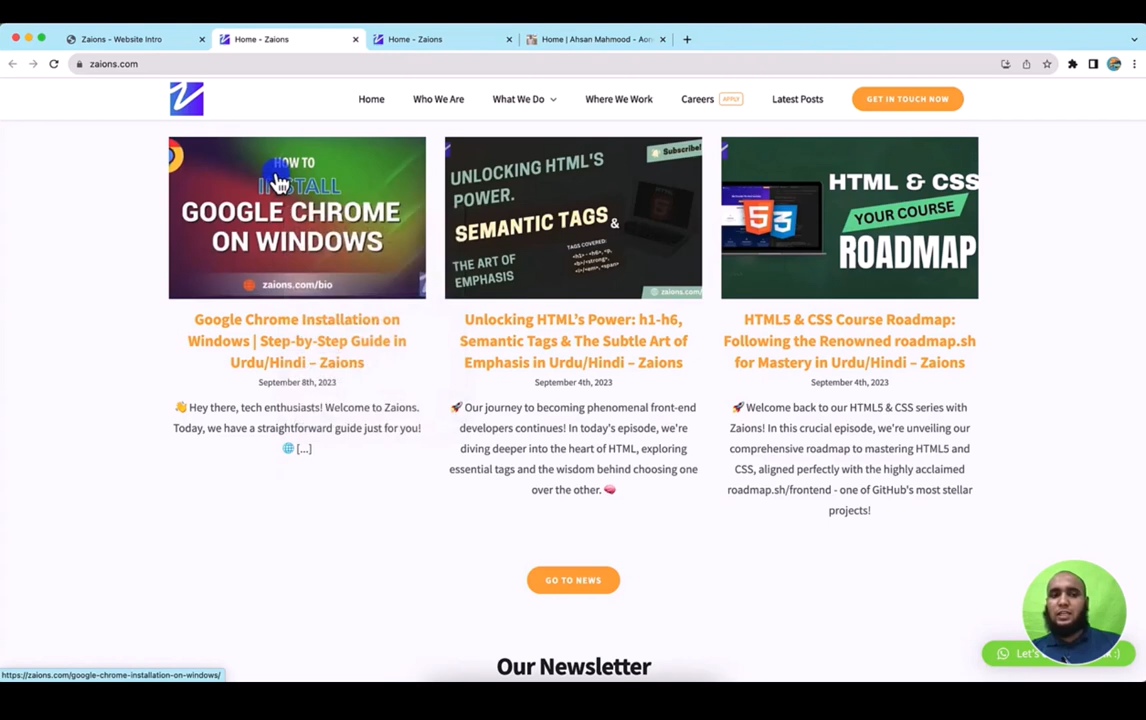 Zaions - Website Intro
Home - Zaions
Home - Zaions
Home | Ahsan Mahmood - Aon
zaions.com
Home
Who We Are
What We Do
Where We Work
Careers
APPLY
Latest Posts
GET IN TOUCH NOW
HOW TO
INSTALL
GOOGLE CHROME
ON WINDOWS
zaions.com/bio
Subscribe!
UNLOCKING HTML'S
POWER.
SEMANTIC TAGS &
THE ART OF
EMPHASIS
TAGS COVERED:
zaions.com/
HTML & CSS
YOUR COURSE
ROADMAP
Google Chrome Installation on
Windows | Step-by-Step Guide in
Urdu/Hindi – Zaions
September 8th, 2023
👋 Hey there, tech enthusiasts! Welcome to Zaions.
Today, we have a straightforward guide just for you!
🌐 [...]
Unlocking HTML's Power: h1-h6,
Semantic Tags & The Subtle Art of
Emphasis in Urdu/Hindi – Zaions
September 4th, 2023
🚀 Our journey to becoming phenomenal front-end
developers continues! In today's episode, we're
diving deeper into the heart of HTML, exploring
essential tags and the wisdom behind choosing one
over the other. 🧠
HTML5 & CSS Course Roadmap:
Following the Renowned roadmap.sh
for Mastery in Urdu/Hindi – Zaions
September 4th, 2023
🚀 Welcome back to our HTML5 & CSS series with
Zaions! In this crucial episode, we're unveiling our
comprehensive roadmap to mastering HTML5 and
CSS, aligned perfectly with the highly acclaimed
roadmap.sh/frontend - one of GitHub's most stellar
projects!
GO TO NEWS
Our Newsletter
Let's
:)
https://zaions.com/google-chrome-installation-on-windows/